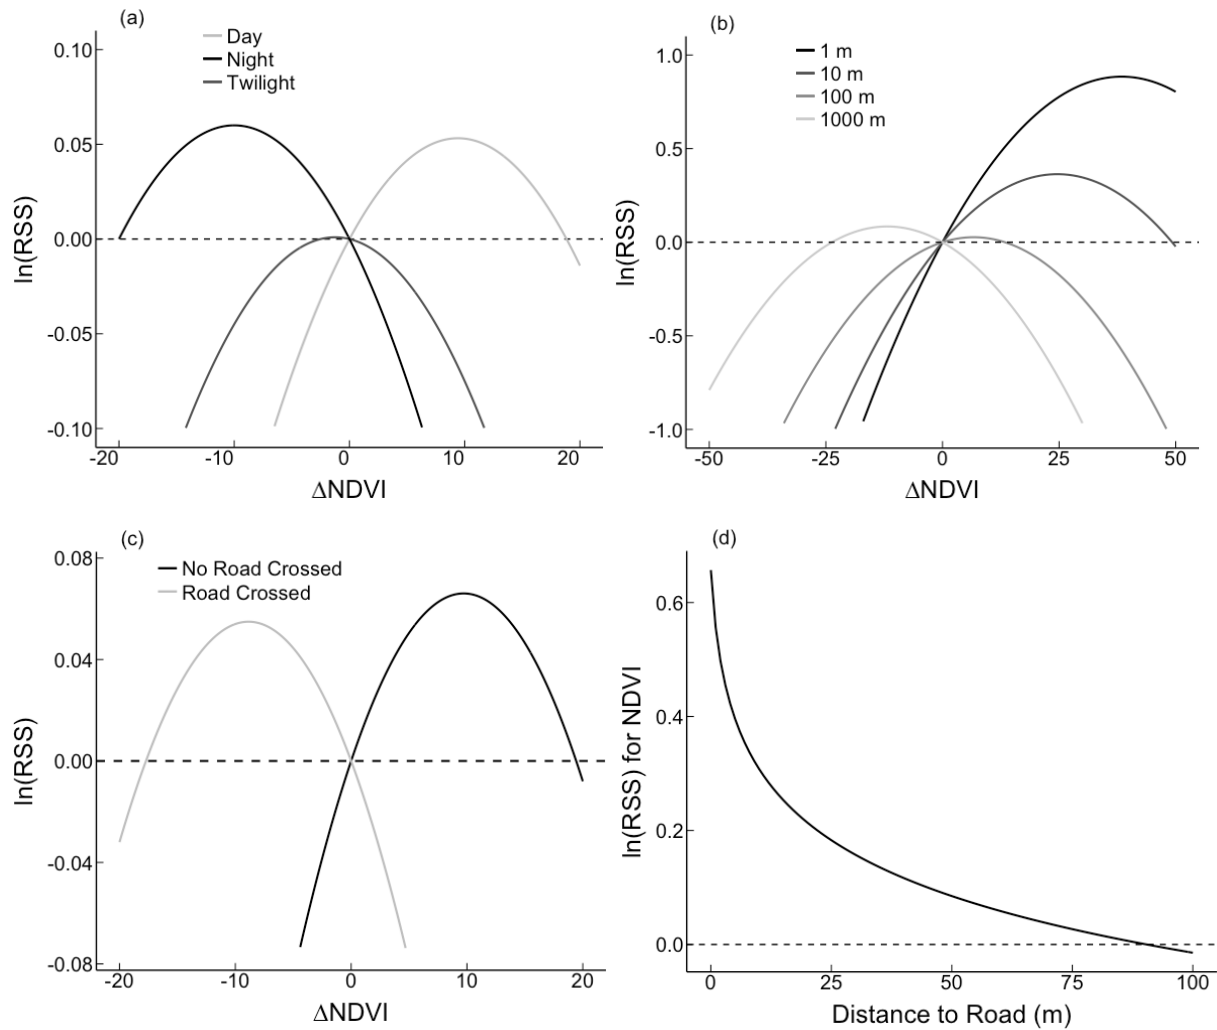 (a)
Day
Night
Twilight
0.10
0.05
0.00
-0.05
-0.10
ln(RSS)
-20
-10
0
10
20
ΔNDVI
(b)
1 m
10 m
100 m
1000 m
1.0
0.5
0.0
-0.5
-1.0
ln(RSS)
-50
-25
0
25
50
ΔNDVI
(c)
No Road Crossed
Road Crossed
0.08
0.04
0.00
-0.04
-0.08
ln(RSS)
-20
-10
0
10
20
ΔNDVI
(d)
0.6
0.4
0.2
0.0
ln(RSS) for NDVI
0
25
50
75
100
Distance to Road (m)